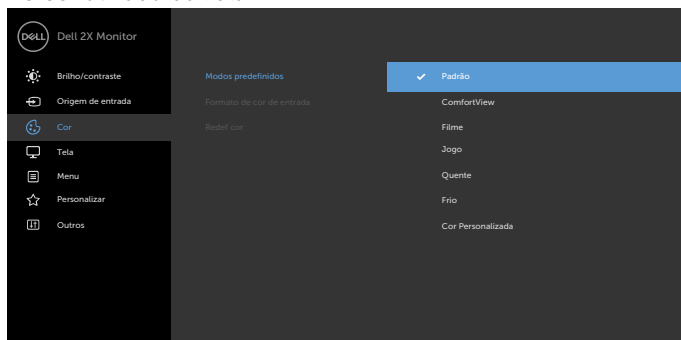 DELL Dell 2X Monitor
Brilho/contraste Modos predefinidos Padrão
Origem de entrada Formato de cor de entrada ComfortView
Cor Redef cor Filme
Tela Jogo
Menu Quente
Personalizar Frio
Outros Cor Personalizada